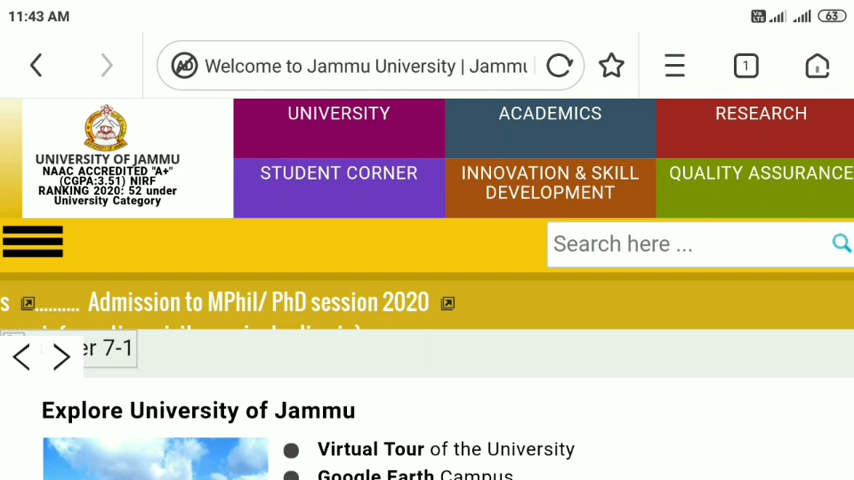 11:43 AM
63
Welcome to Jammu University | Jammu
1
UNIVERSITY
ACADEMICS
RESEARCH
UNIVERSITY OF JAMMU
NAAC ACCREDITED "A+"
(CGPA:3.51) NIRF
RANKING 2020: 52 under
University Category
STUDENT CORNER
INNOVATION & SKILL
DEVELOPMENT
QUALITY ASSURANCE
Search here ...
s .......... Admission to MPhil/ PhD session 2020
er 7-1
Explore University of Jammu
Virtual Tour of the University
Google Earth Campus